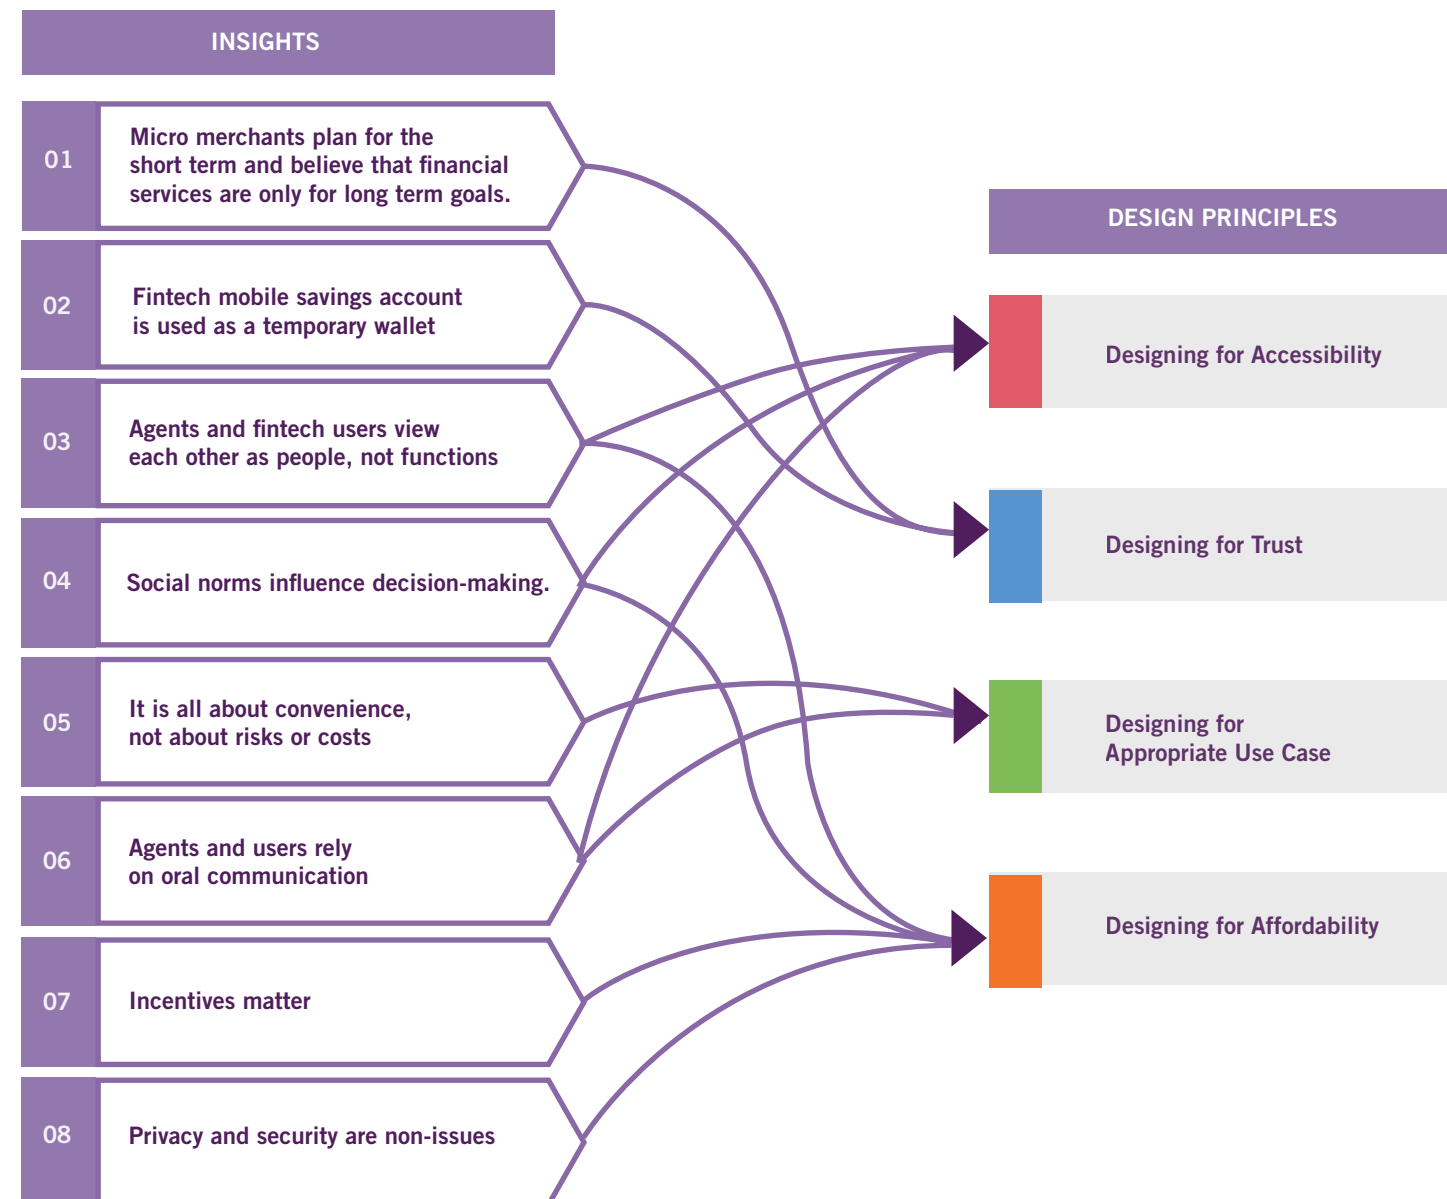 INSIGHTS
01
Micro merchants plan for the
short term and believe that financial
services are only for long term goals.
02
Fintech mobile savings account
is used as a temporary wallet
03
Agents and fintech users view
each other as people, not functions
04
Social norms influence decision-making.
05
It is all about convenience,
not about risks or costs
06
Agents and users rely
on oral communication
07
Incentives matter
08
Privacy and security are non-issues
DESIGN PRINCIPLES
Designing for Accessibility
Designing for Trust
Designing for
Appropriate Use Case
Designing for Affordability